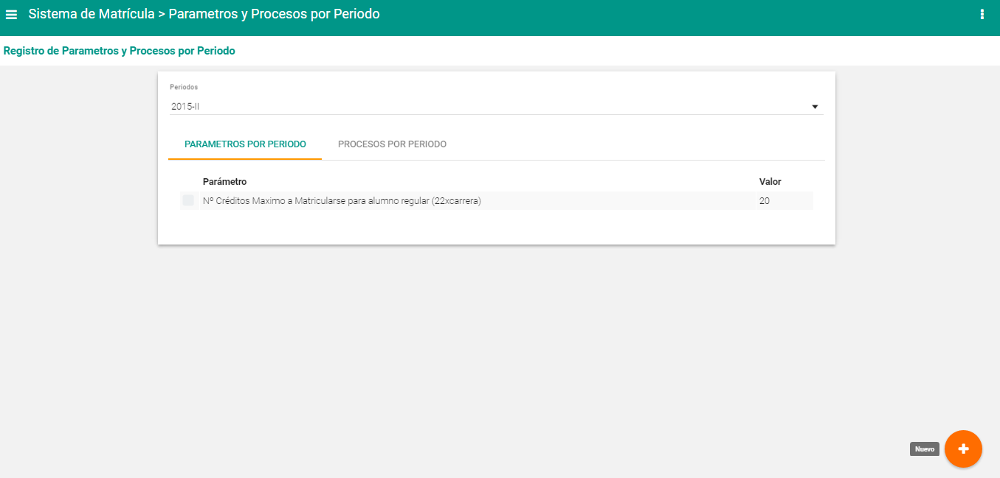 Sistema de Matrícula > Parametros y Procesos por Periodo
Registro de Parametros y Procesos por Periodo
Periodos
2015-II
PARAMETROS POR PERIODO PROCESOS POR PERIODO
Parámetro Valor
Nº Créditos Maximo a Matricularse para alumno regular (22xcarrera) 20
Nuevo